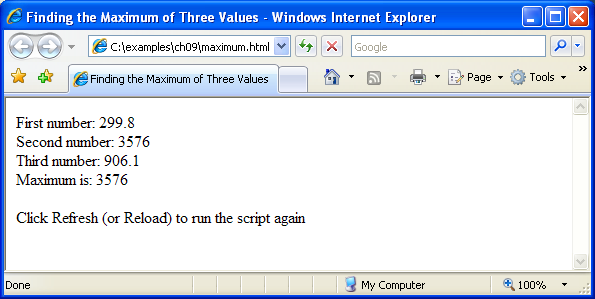 Finding the Maximum of Three Values - Windows Internet Explorer
C:\examples\ch09\maximum.html
Google
Finding the Maximum of Three Values
Page
Tools
»
First number: 299.8
Second number: 3576
Third number: 906.1
Maximum is: 3576
Click Refresh (or Reload) to run the script again
Done
My Computer
100%